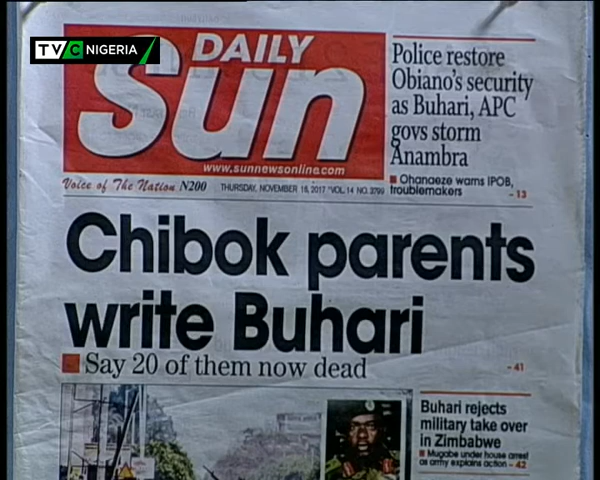 TVC NIGERIA
DAILY
Sun
www.sunnewsonline.com
Voice of The Nation N200
THURSDAY, NOVEMBER 16, 2017 *VOL. 14 NO. 3799
Police restore
Obiano's security
as Buhari, APC
govs storm
Anambra
Ohanaeze warns IPOB,
troublemakers
- 13
Chibok parents
write Buhari
Say 20 of them now dead
- 41
Buhari rejects
military take over
in Zimbabwe
Mugabe under house arrest
as army explains action - 42